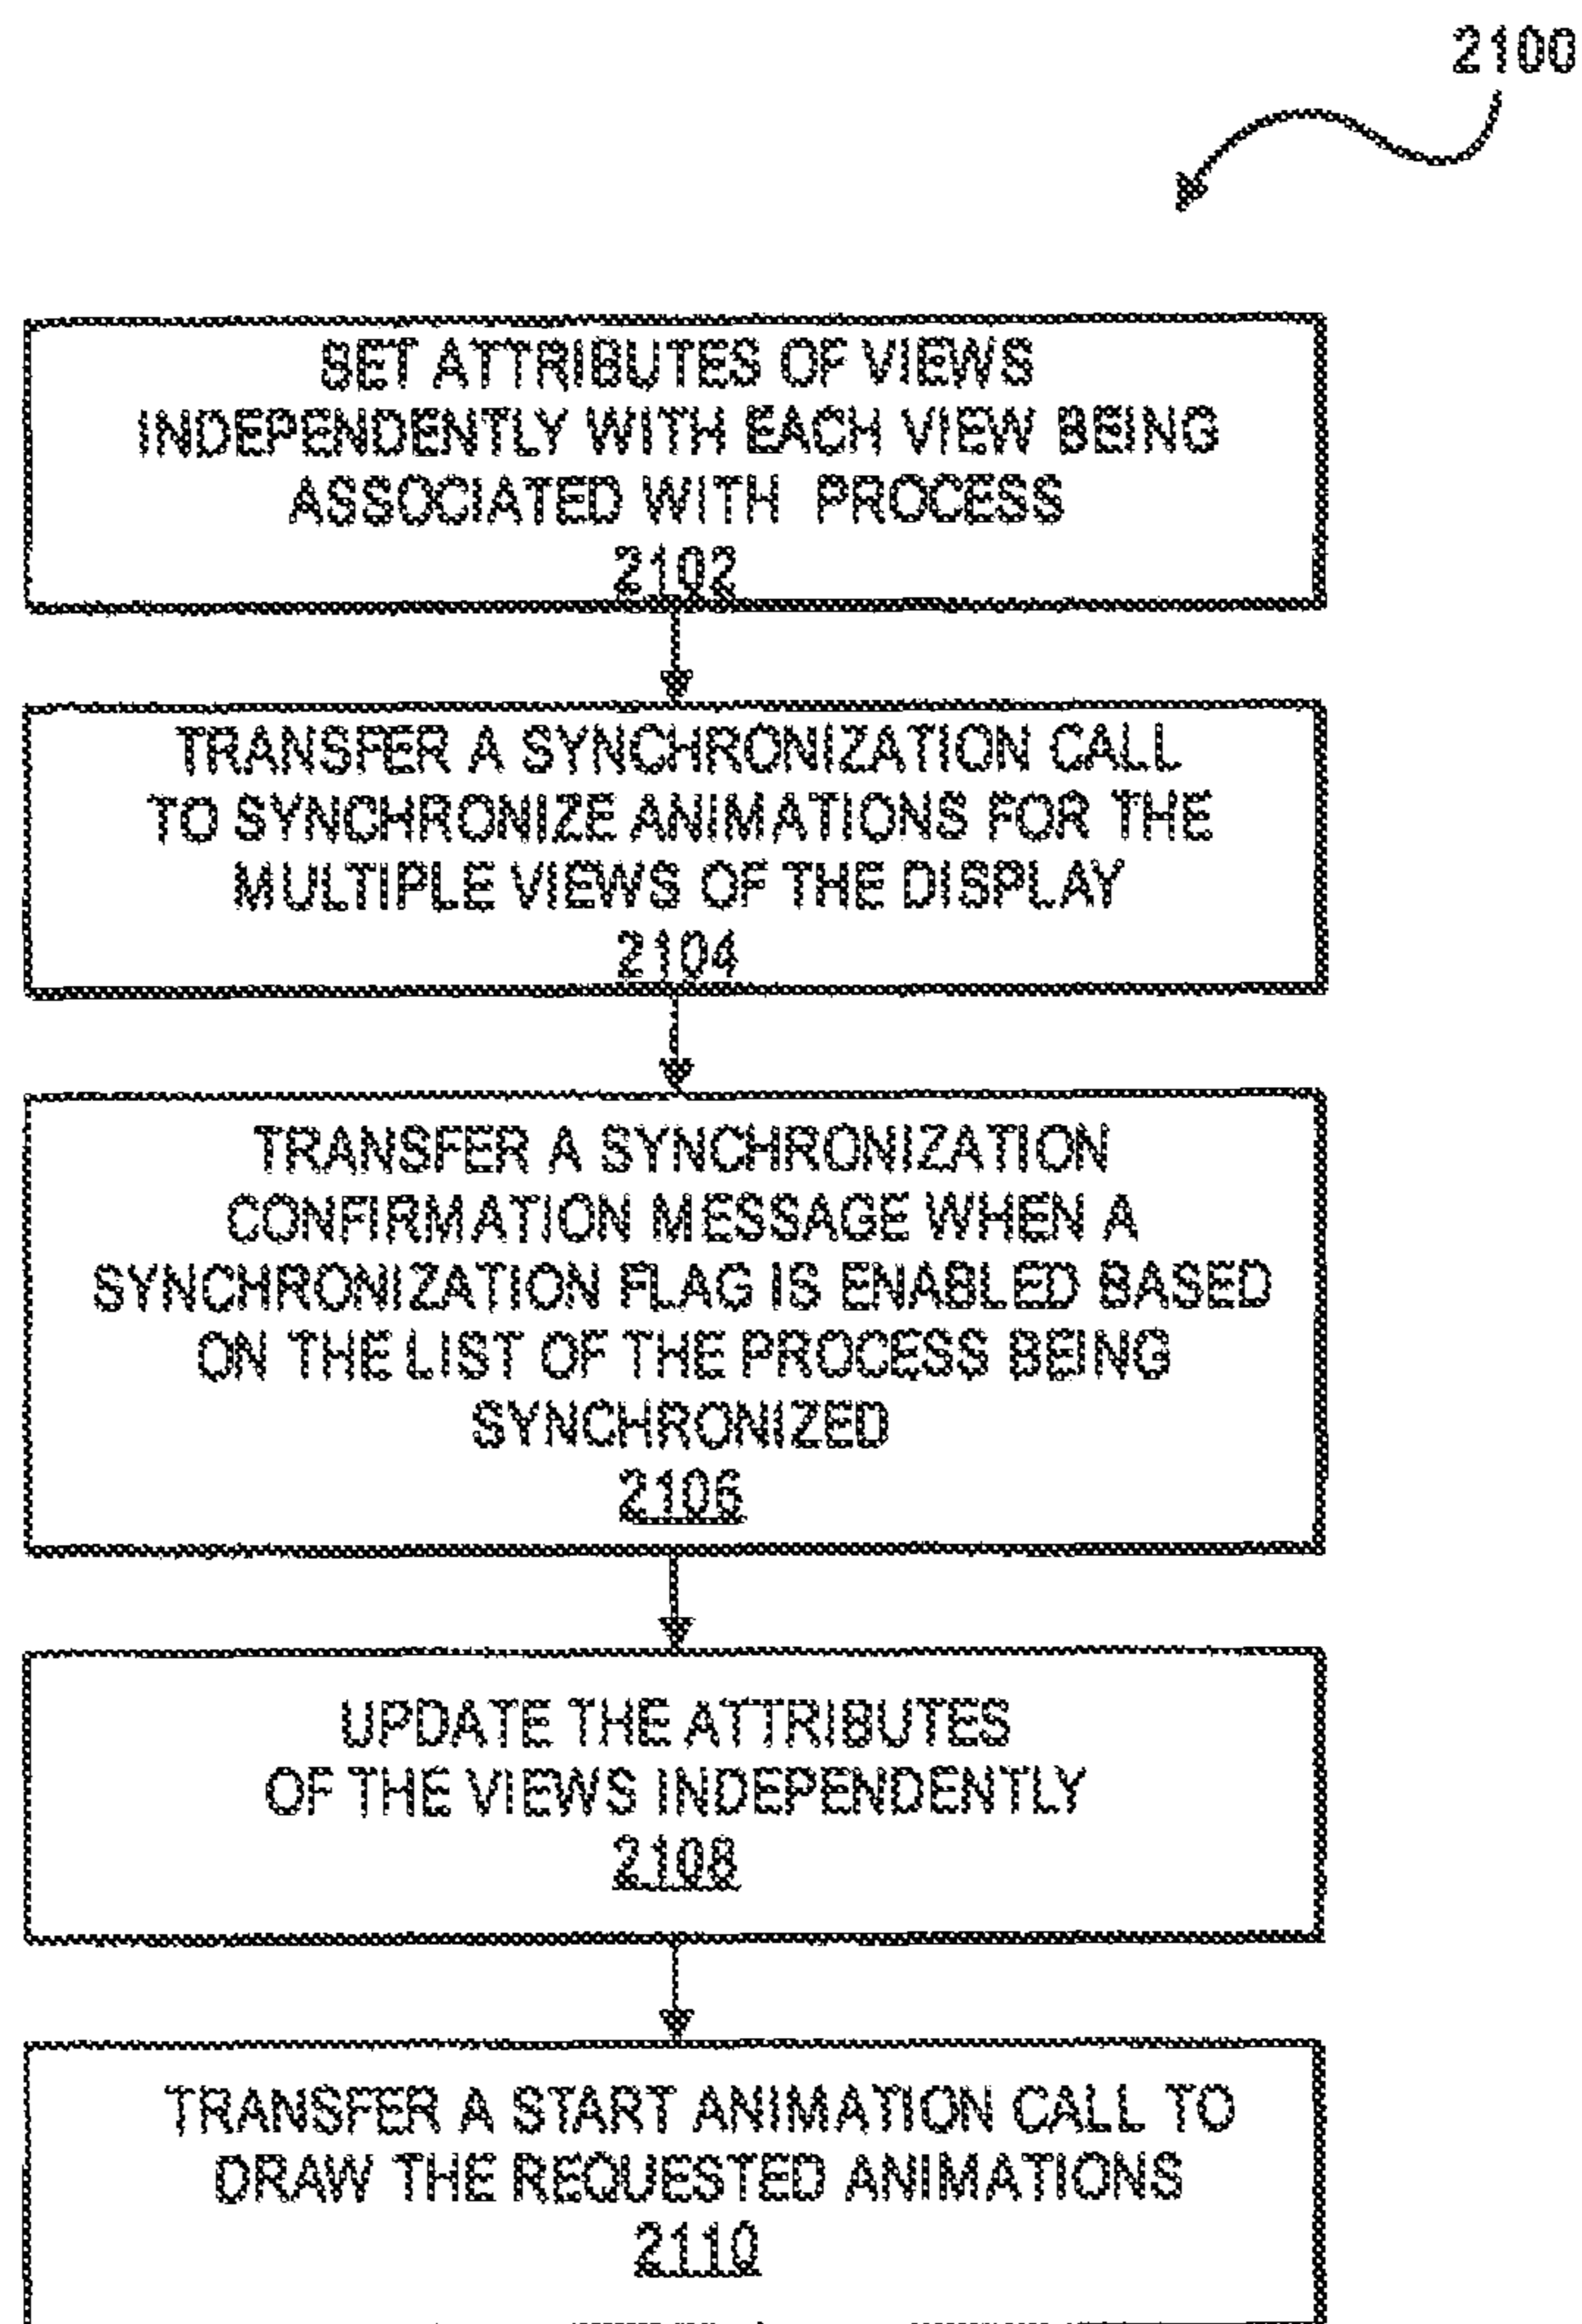 2100
SET ATTRIBUTES OF VIEWS
INDEPENDENTLY WITH EACH VIEW BEING
ASSOCIATED WITH PROCESS
2102
TRANSFER A SYNCHRONIZATION CALL
TO SYNCHRONIZE ANIMATIONS FOR THE
MULTIPLE VIEWS OF THE DISPLAY
2104
TRANSFER A SYNCHRONIZATION
CONFIRMATION MESSAGE WHEN A
SYNCHRONIZATION FLAG IS ENABLED BASED
ON THE LIST OF THE PROCESS BEING
SYNCHRONIZED
2106
UPDATE THE ATTRIBUTES
OF THE VIEWS INDEPENDENTLY
2108
TRANSFER A START ANIMATION CALL TO
DRAW THE REQUESTED ANIMATIONS
2110